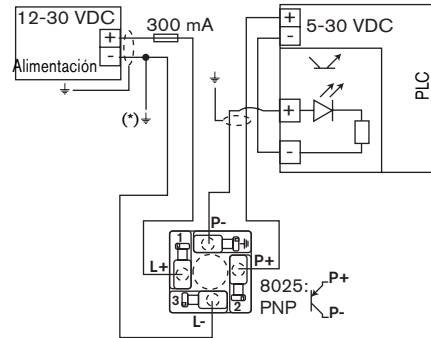 12-30 VDC
+
-
Alimentación
300 mA
(*)
+
-
5-30 VDC
+
-
PLC
P-
1
L+
P+
3
2
L-
8025:
PNP
P+
P-